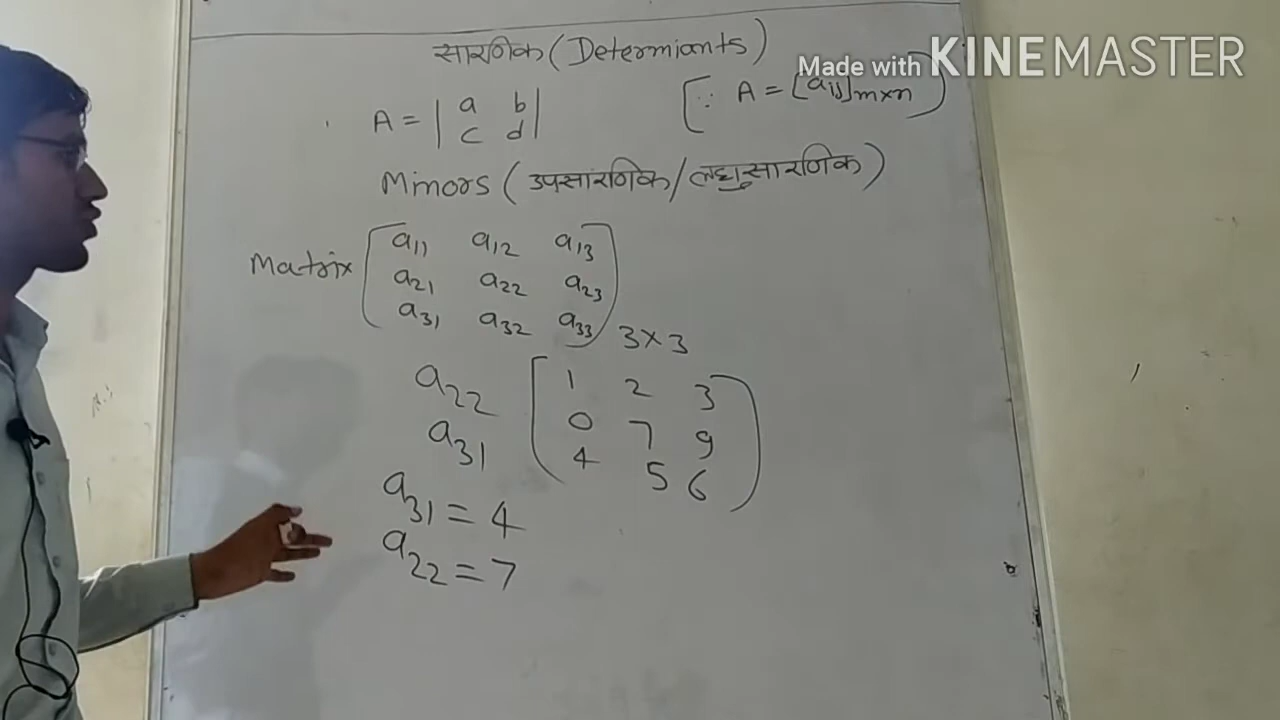 Made with KINEMASTER
सारणिक (Determiants)
A = | a b |
| c d |
[∵ A = [aij]m×n)
Minors (उपसारणिक/लघुसारणिक)
Matrix [ a11 a12 a13
a21 a22 a23
a31 a32 a33 ] 3×3
a22 [ 1 2 3
a31 0 7 9
4 5 6 ]
a31 = 4
a22 = 7